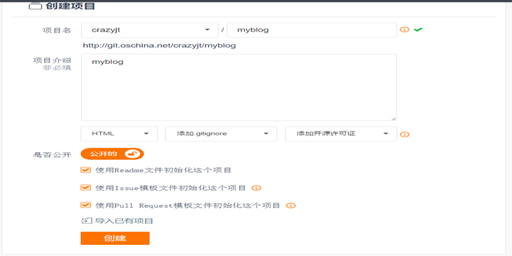 创建项目
项目名 crazyjt / myblog
http://git.oschina.net/crazyjt/myblog
项目介绍 myblog
非必填
HTML 添加.gitignore 添加开源许可证
是否公开 公开的
使用Readme文件初始化这个项目
使用Issue模板文件初始化这个项目
使用Pull Request模板文件初始化这个项目
导入已有项目
创建